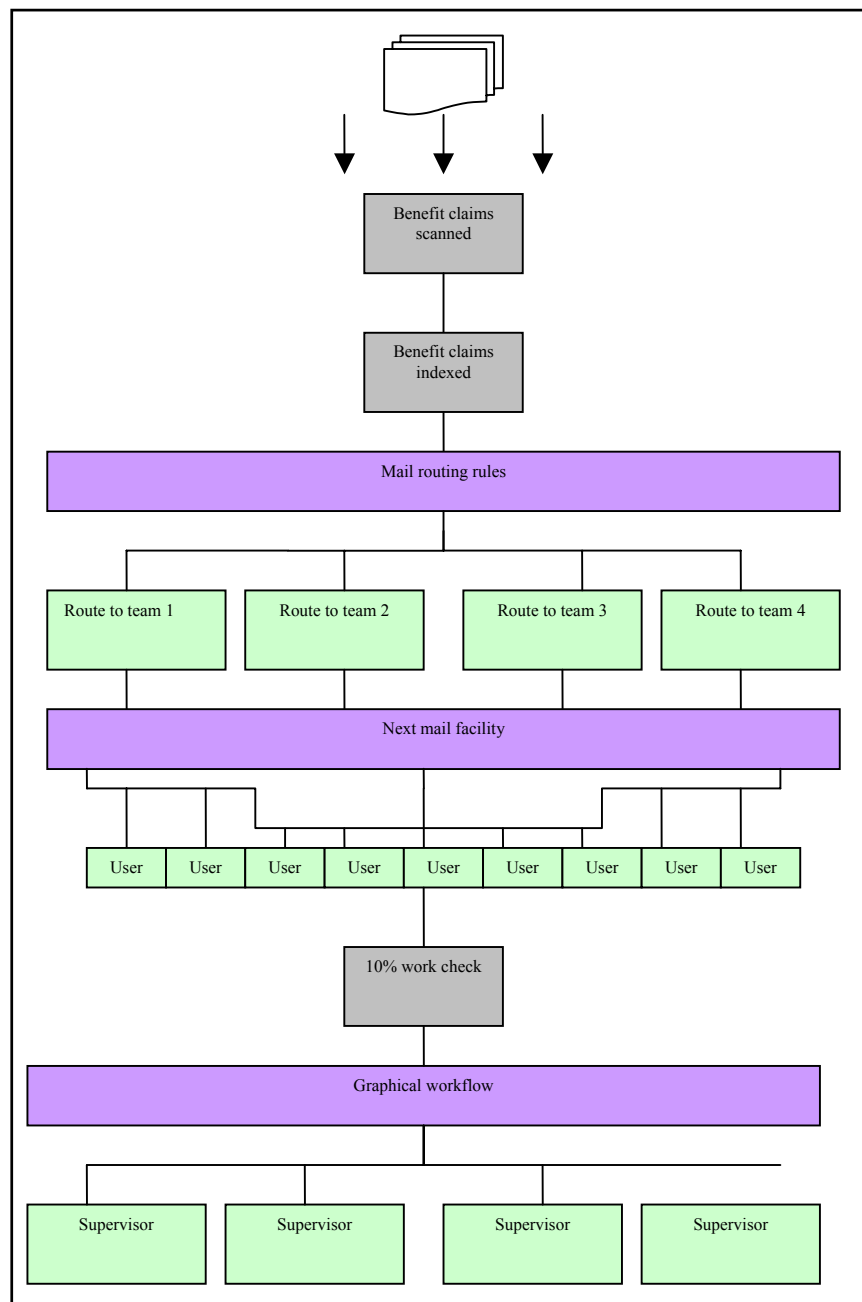 Benefit claims
scanned
Benefit claims
indexed
Mail routing rules
Route to team 1
Route to team 2
Route to team 3
Route to team 4
Next mail facility
User
User
User
User
User
User
User
User
User
10% work check
Graphical workflow
Supervisor
Supervisor
Supervisor
Supervisor